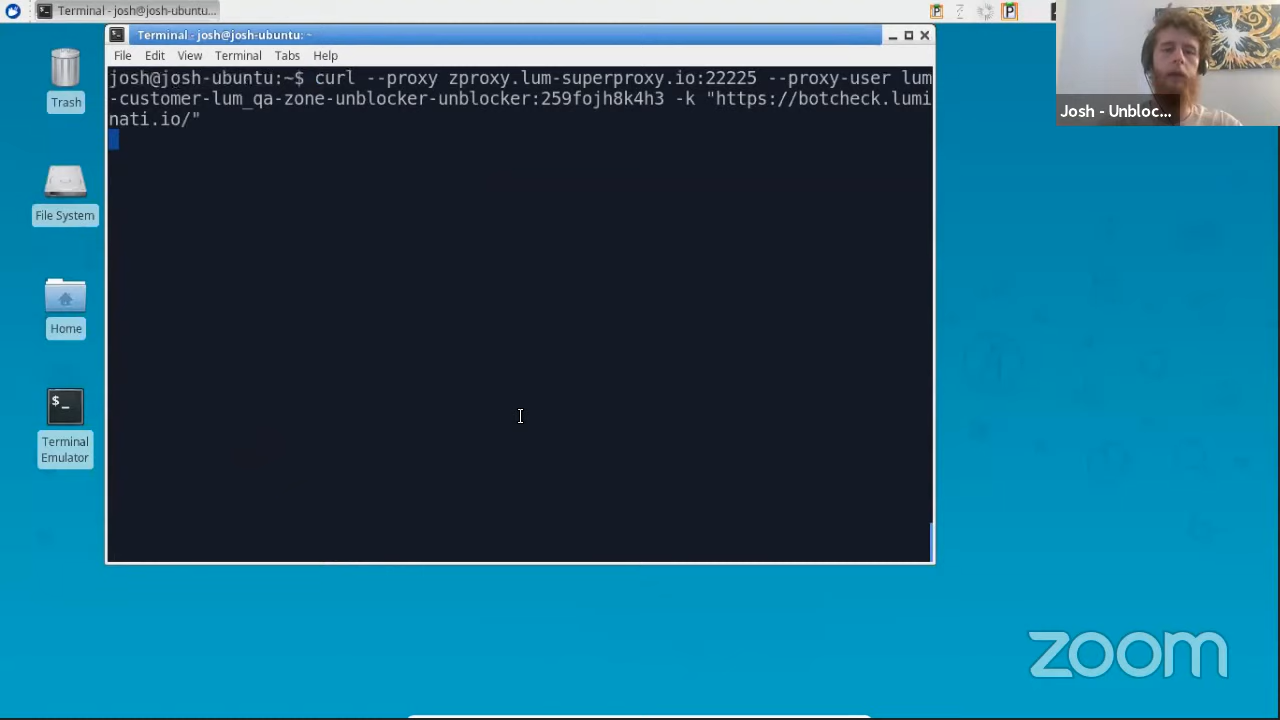 Terminal - josh@josh-ubuntu...
Terminal - josh@josh-ubuntu: ~
File Edit View Terminal Tabs Help
josh@josh-ubuntu:~$ curl --proxy zproxy.lum-superproxy.io:22225 --proxy-user lum
-customer-lum_qa-zone-unblocker-unblocker:259fojh8k4h3 -k "https://botcheck.lumi
nati.io/"
Trash
File System
Home
$_
Terminal
Emulator
Josh - Unbloc...
zoom